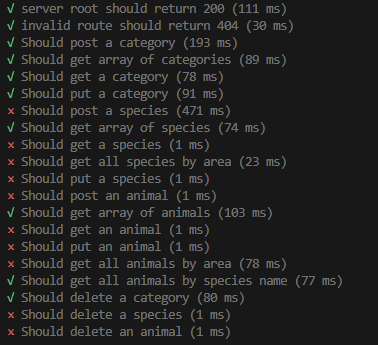 √ server root should return 200 (111 ms)
√ invalid route should return 404 (30 ms)
√ Should post a category (193 ms)
√ Should get array of categories (89 ms)
√ Should get a category (78 ms)
√ Should put a category (91 ms)
× Should post a species (471 ms)
√ Should get array of species (74 ms)
× Should get a species (1 ms)
× Should get all species by area (23 ms)
× Should put a species (1 ms)
× Should post an animal (1 ms)
√ Should get array of animals (103 ms)
× Should get an animal (1 ms)
× Should put an animal (1 ms)
× Should get all animals by area (78 ms)
√ Should get all animals by species name (77 ms)
√ Should delete a category (80 ms)
× Should delete a species (1 ms)
× Should delete an animal (1 ms)